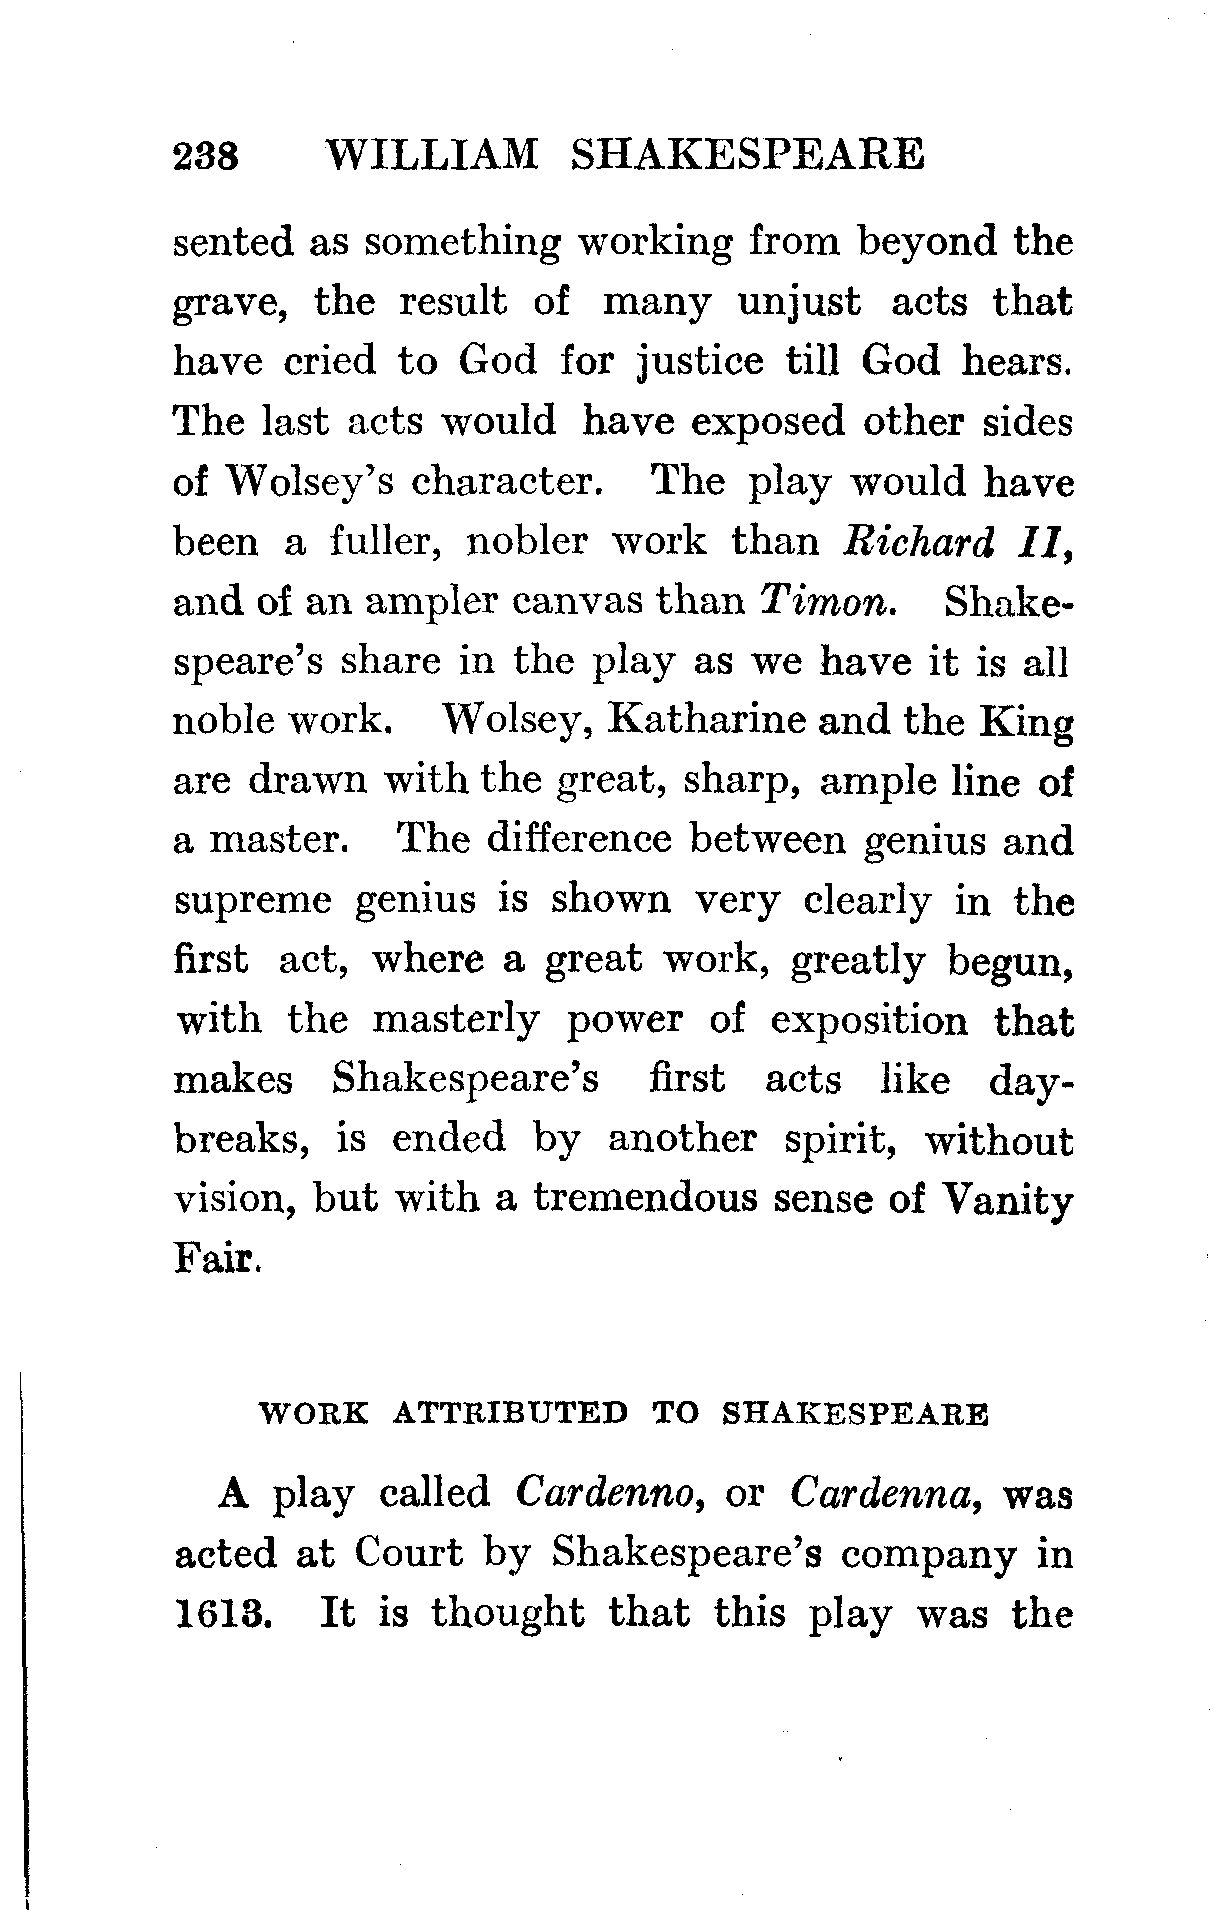 238 WILLIAM SHAKESPEARE
sented as something working from beyond the
grave, the result of many unjust acts that
have cried to God for justice till God hears.
The last acts would have exposed other sides
of Wolsey's character. The play would have
been a fuller, nobler work than Richard II,
and of an ampler canvas than Timon. Shake-
speare's share in the play as we have it is all
noble work. Wolsey, Katharine and the King
are drawn with the great, sharp, ample line of
a master. The difference between genius and
supreme genius is shown very clearly in the
first act, where a great work, greatly begun,
with the masterly power of exposition that
makes Shakespeare's first acts like day-
breaks, is ended by another spirit, without
vision, but with a tremendous sense of Vanity
Fair.
WORK ATTRIBUTED TO SHAKESPEARE
A play called Cardenno, or Cardenna, was
acted at Court by Shakespeare's company in
1613. It is thought that this play was the